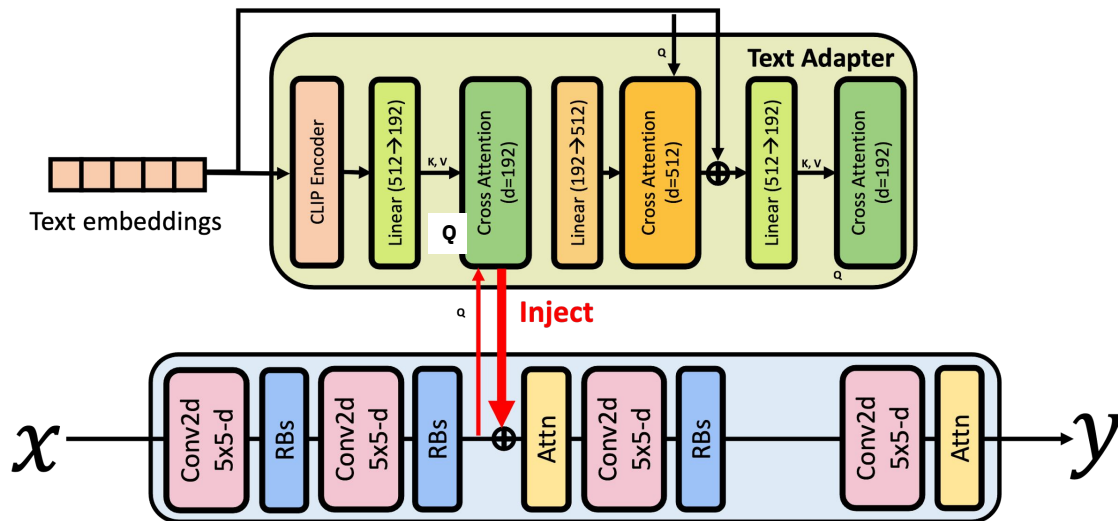 Text Adapter
Q
CLIP Encoder
Linear (512→192)
K, V
Cross Attention
(d=192)
Q
Linear (192→512)
Cross Attention
(d=512)
Linear (512→192)
K, V
Cross Attention
(d=192)
Q
Text embeddings
Q
Inject
x
Conv2d
5x5-d
RBs
Conv2d
5x5-d
RBs
Attn
Conv2d
5x5-d
RBs
Conv2d
5x5-d
Attn
y